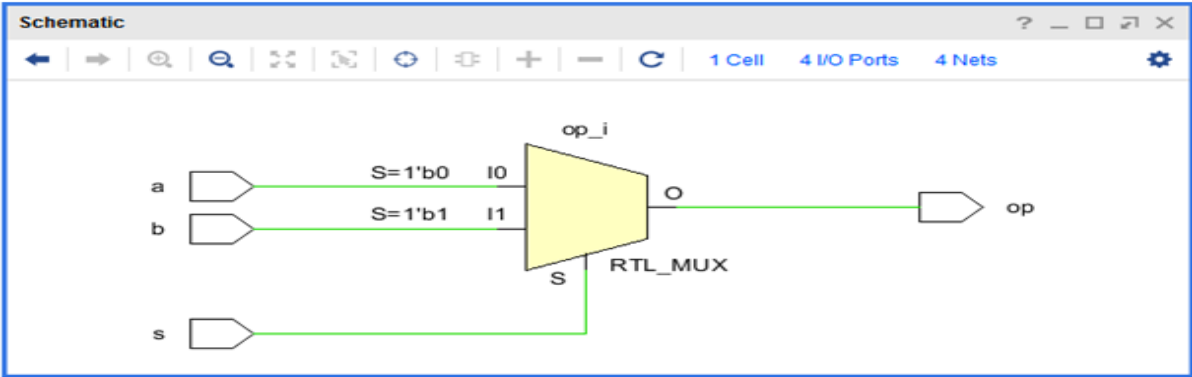 Schematic
1 Cell 4 I/O Ports 4 Nets
op_i
a S=1'b0 I0
O
b S=1'b1 I1
op
S RTL_MUX
s